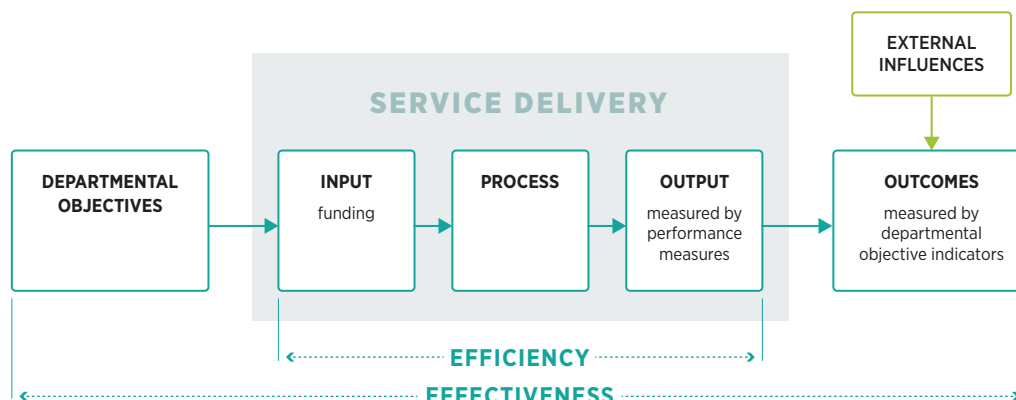 EXTERNAL
INFLUENCES
SERVICE DELIVERY
DEPARTMENTAL
OBJECTIVES
INPUT
funding
PROCESS
OUTPUT
measured by
performance
measures
OUTCOMES
measured by
departmental
objective indicators
EFFICIENCY
EFFECTIVENESS